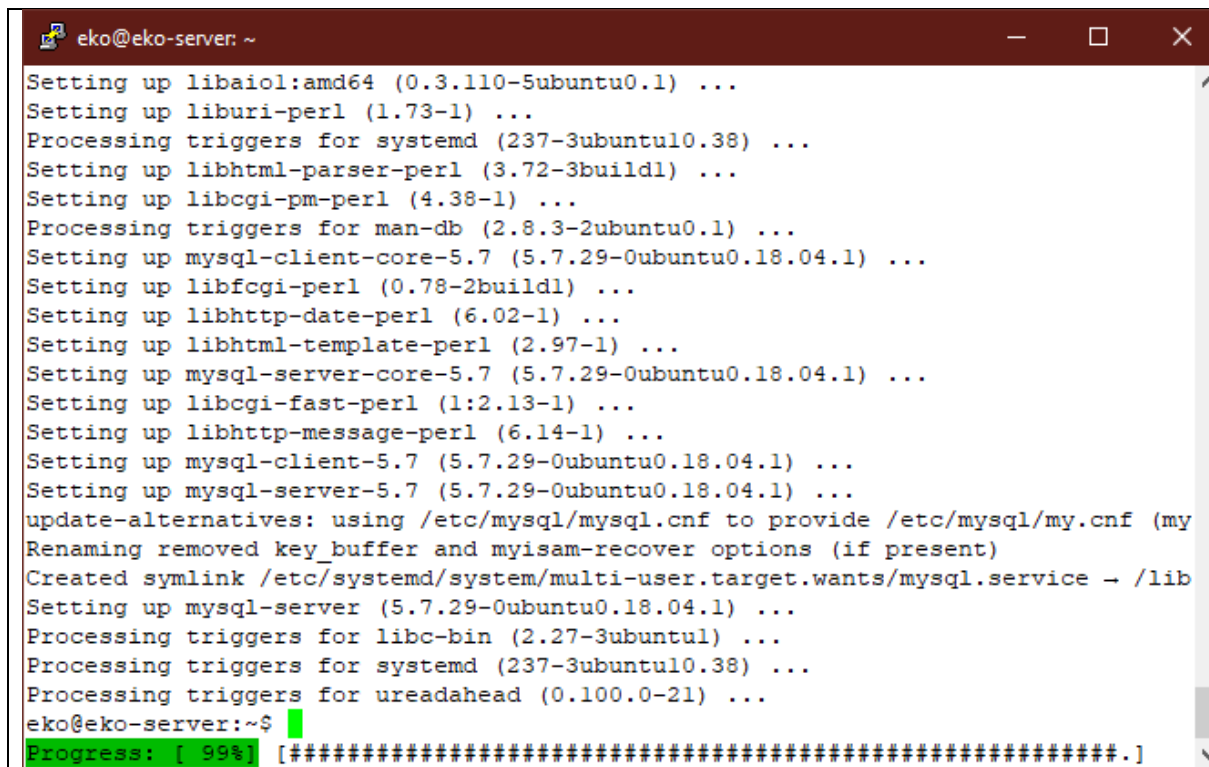 eko@eko-server: ~
Setting up libaio1:amd64 (0.3.110-5ubuntu0.1) ...
Setting up liburi-perl (1.73-1) ...
Processing triggers for systemd (237-3ubuntu10.38) ...
Setting up libhtml-parser-perl (3.72-3build1) ...
Setting up libcgi-pm-perl (4.38-1) ...
Processing triggers for man-db (2.8.3-2ubuntu0.1) ...
Setting up mysql-client-core-5.7 (5.7.29-0ubuntu0.18.04.1) ...
Setting up libfcgi-perl (0.78-2build1) ...
Setting up libhttp-date-perl (6.02-1) ...
Setting up libhtml-template-perl (2.97-1) ...
Setting up mysql-server-core-5.7 (5.7.29-0ubuntu0.18.04.1) ...
Setting up libcgi-fast-perl (1:2.13-1) ...
Setting up libhttp-message-perl (6.14-1) ...
Setting up mysql-client-5.7 (5.7.29-0ubuntu0.18.04.1) ...
Setting up mysql-server-5.7 (5.7.29-0ubuntu0.18.04.1) ...
update-alternatives: using /etc/mysql/mysql.cnf to provide /etc/mysql/my.cnf (my
Renaming removed key_buffer and myisam-recover options (if present)
Created symlink /etc/systemd/system/multi-user.target.wants/mysql.service → /lib
Setting up mysql-server (5.7.29-0ubuntu0.18.04.1) ...
Processing triggers for libc-bin (2.27-3ubuntu1) ...
Processing triggers for systemd (237-3ubuntu10.38) ...
Processing triggers for ureadahead (0.100.0-21) ...
eko@eko-server:~$
Progress: [ 99%] [#########################################################.]